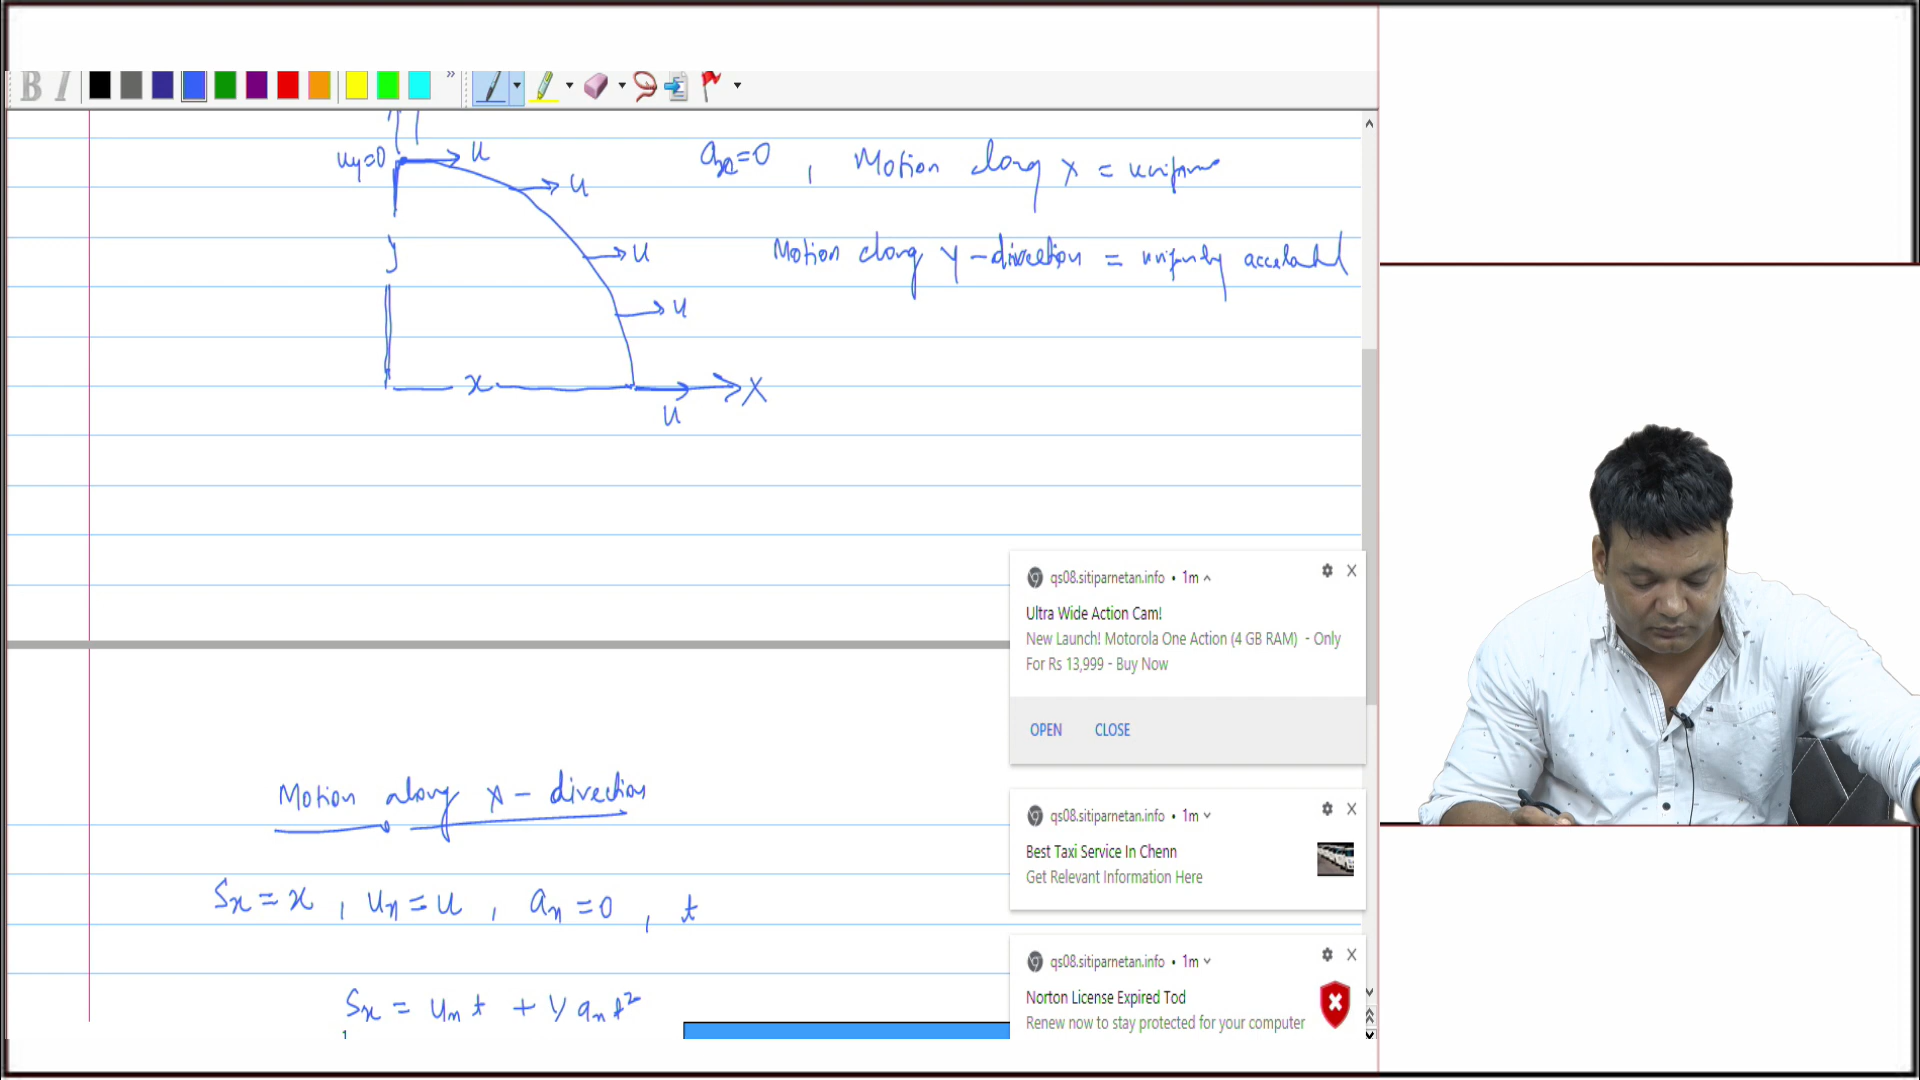 B I »
uy=0 u ax=0 , Motion along X = uniform
u
y u Motion along Y-direction =
u
x X
u
qs08.sitiparnetan.info • 1m
Ultra Wide Action Cam!
New Launch! Motorola One Action (4 GB RAM) - Only
For Rs 13,999 - Buy Now
OPEN CLOSE
Motion along x-direction
qs08.sitiparnetan.info • 1m
Best Taxi Service In Chenn
Get Relevant Information Here
Sx = x , ux = u , ax = 0 , t
qs08.sitiparnetan.info • 1m
Norton License Expired Tod
Renew now to stay protected for your computer
Sx = ux t + 1/ ax t²